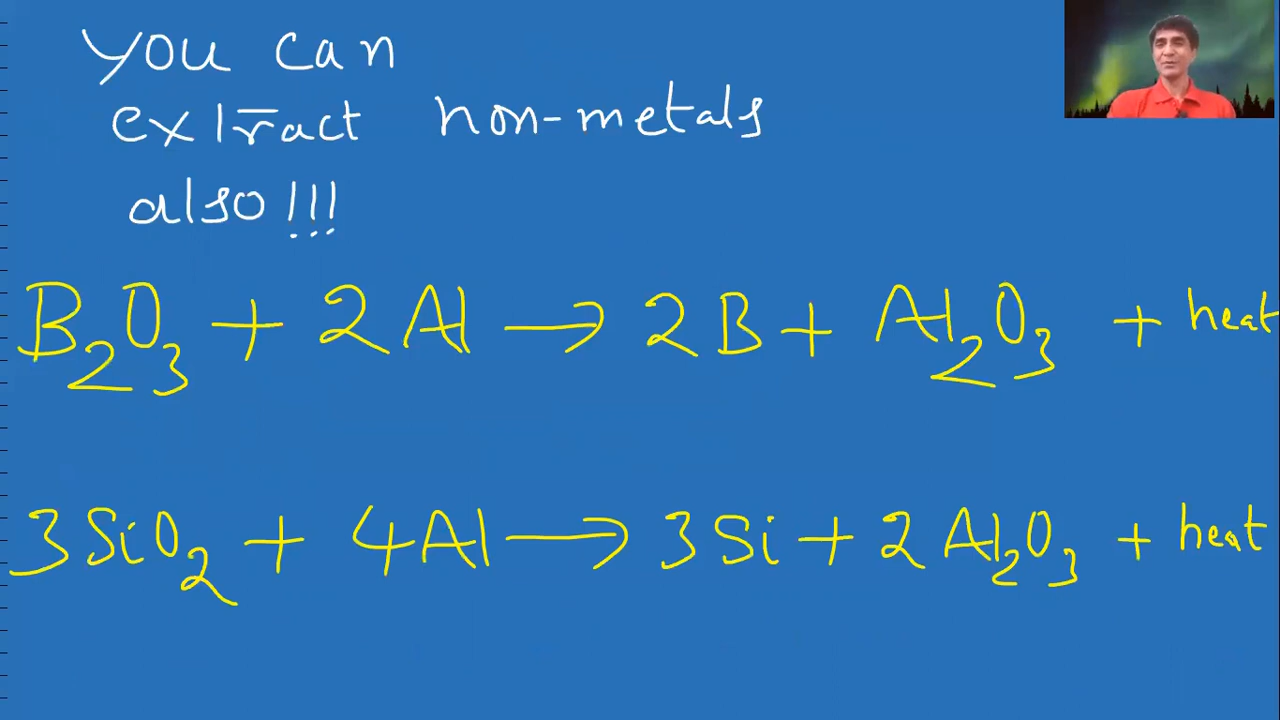 You can
extract non-metals
also!!!
B₂O₃ + 2Al → 2B + Al₂O₃ + heat
3SiO₂ + 4Al → 3Si + 2Al₂O₃ + heat